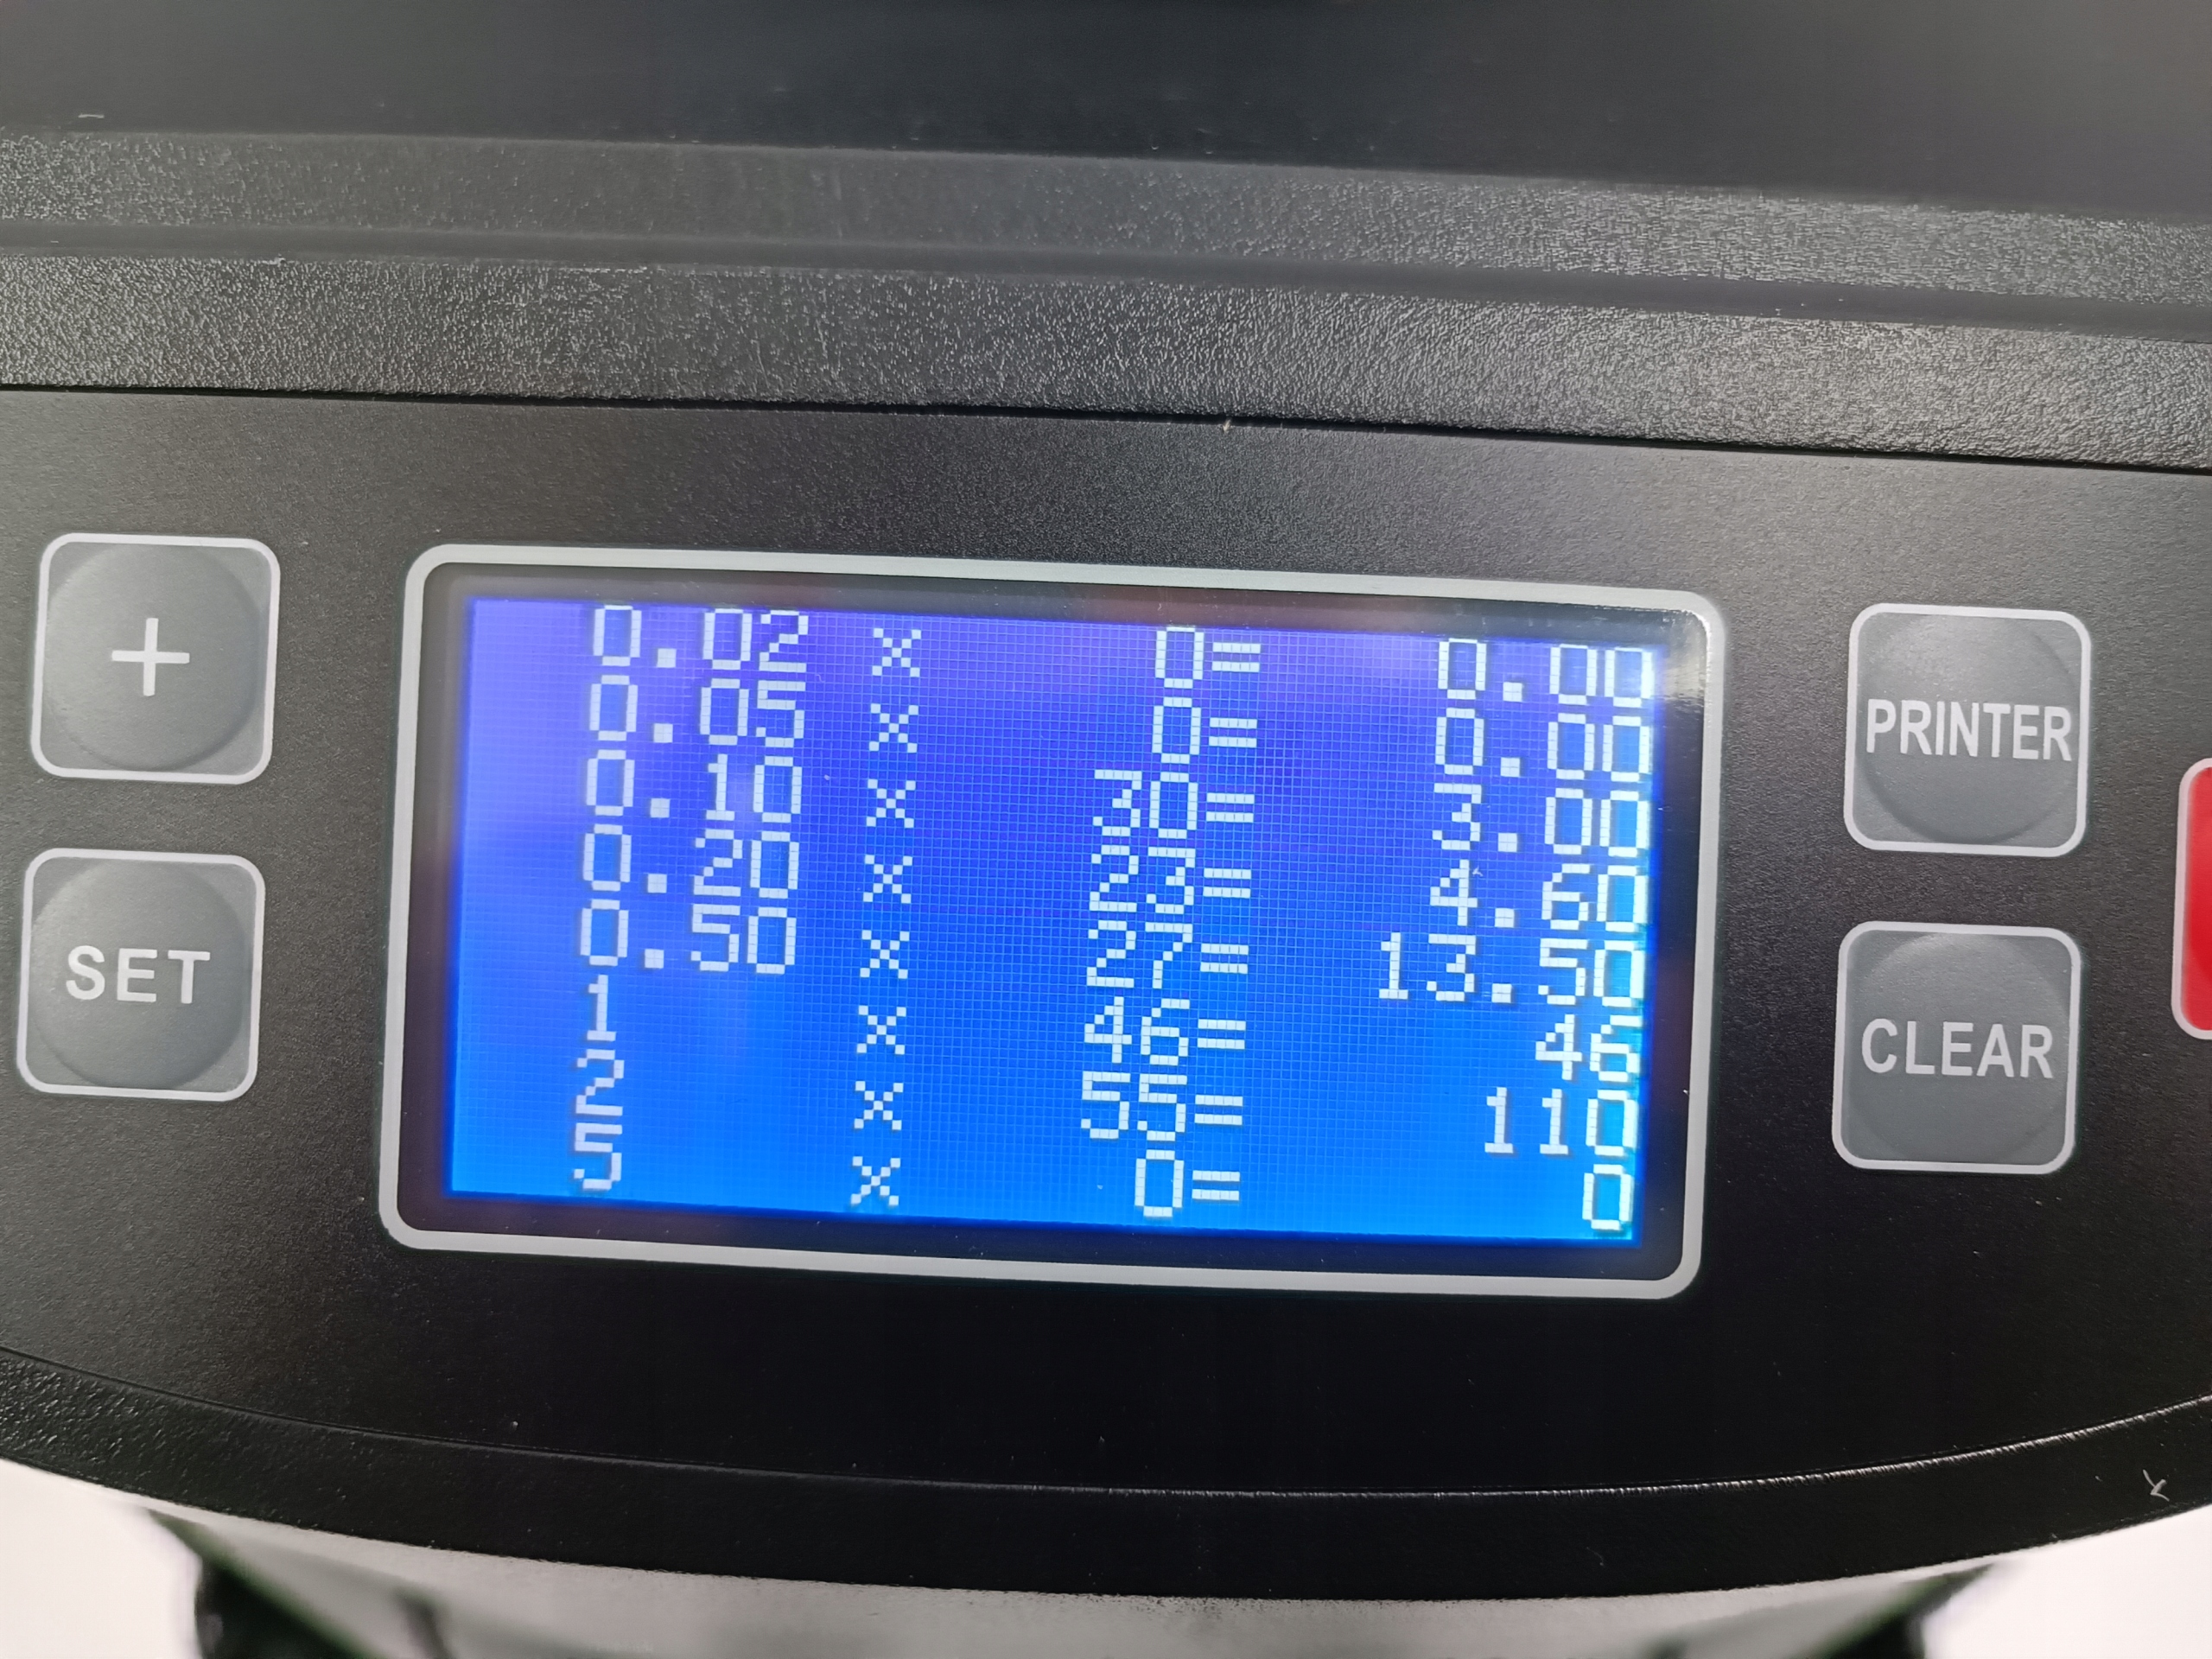 +
SET
0.02 x 0= 0.00
0.05 x 0= 0.00
0.10 x 30= 3.00
0.20 x 23= 4.60
0.50 x 27= 13.50
1 x 46= 46
2 x 55= 110
5 x 0= 0
PRINTER
CLEAR